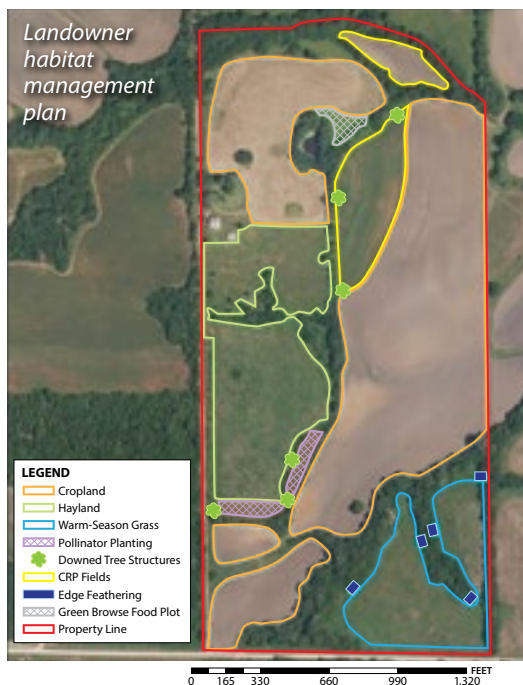 Landowner
habitat
management
plan
LEGEND
Cropland
Hayland
Warm-Season Grass
Pollinator Planting
Downed Tree Structures
CRP Fields
Edge Feathering
Green Browse Food Plot
Property Line
FEET
0 165 330 660 990 1.320